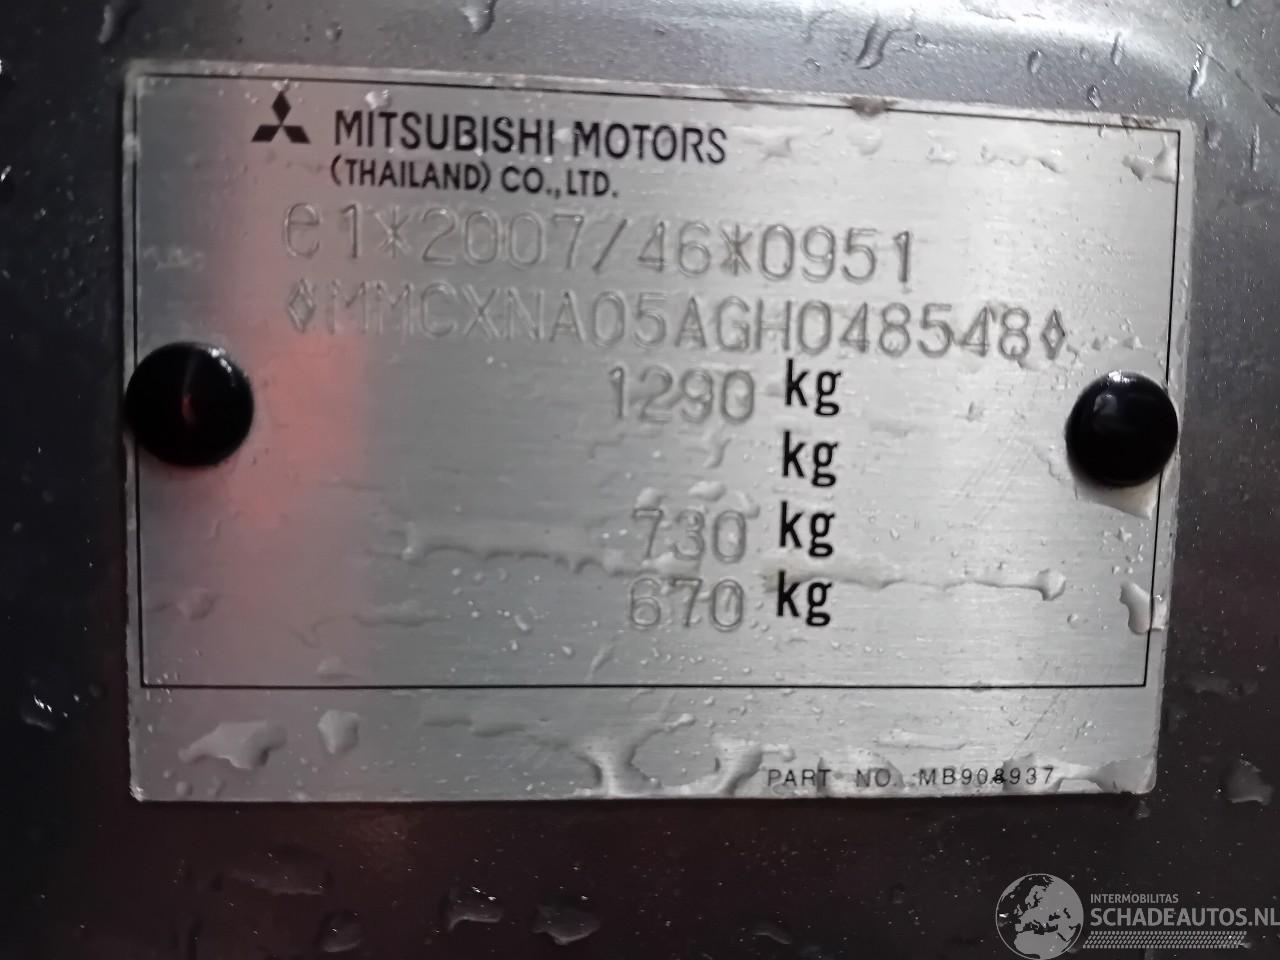 MITSUBISHI MOTORS
(THAILAND) CO.,LTD.
e1*2007/46*0951
◊MMCXNA05AGH048548◊
1290 kg
kg
730 kg
670 kg
PART NO. MB908937
INTERMOBILITAS
SCHADEAUTOS.NL